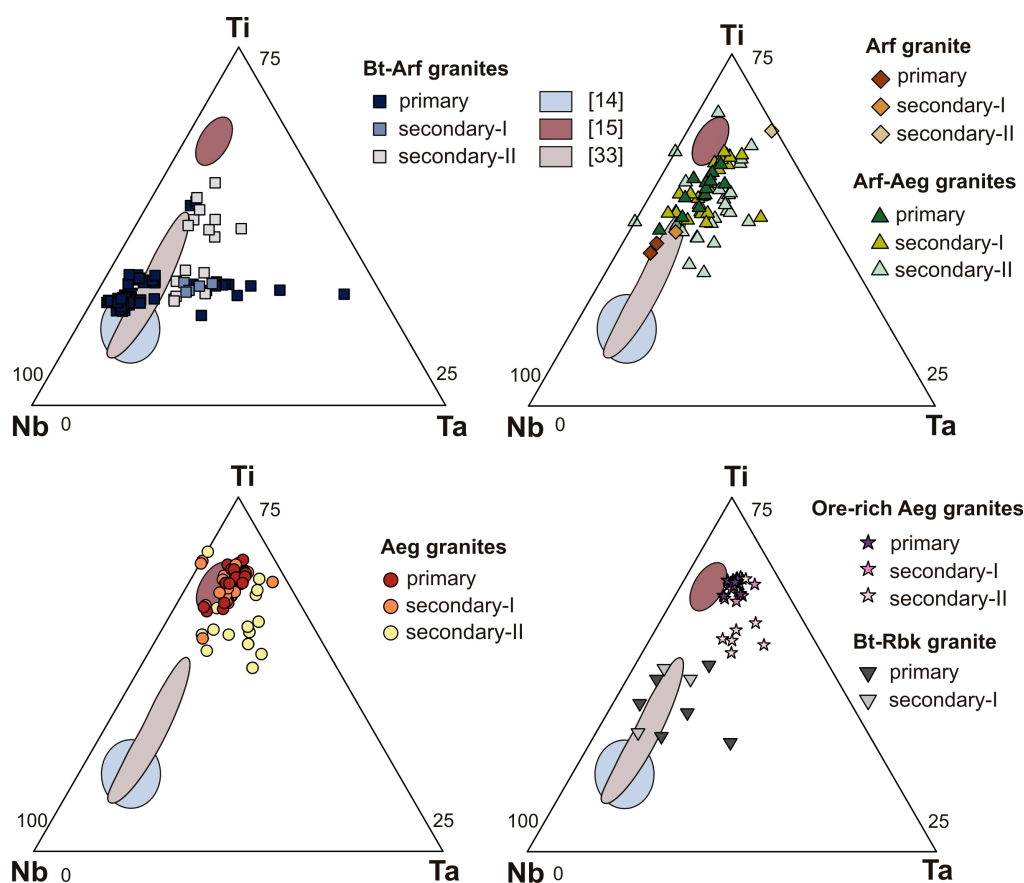 Ti
75
Bt-Arf granites
primary
secondary-I
secondary-II
[14]
[15]
[33]
100
25
Nb 0
Ta
Ti
75
Arf granite
primary
secondary-I
secondary-II
Arf-Aeg granites
primary
secondary-I
secondary-II
100
25
Nb 0
Ta
Ti
75
Aeg granites
primary
secondary-I
secondary-II
100
25
Nb 0
Ta
Ti
75
Ore-rich Aeg granites
primary
secondary-I
secondary-II
Bt-Rbk granite
primary
secondary-I
100
25
Nb 0
Ta